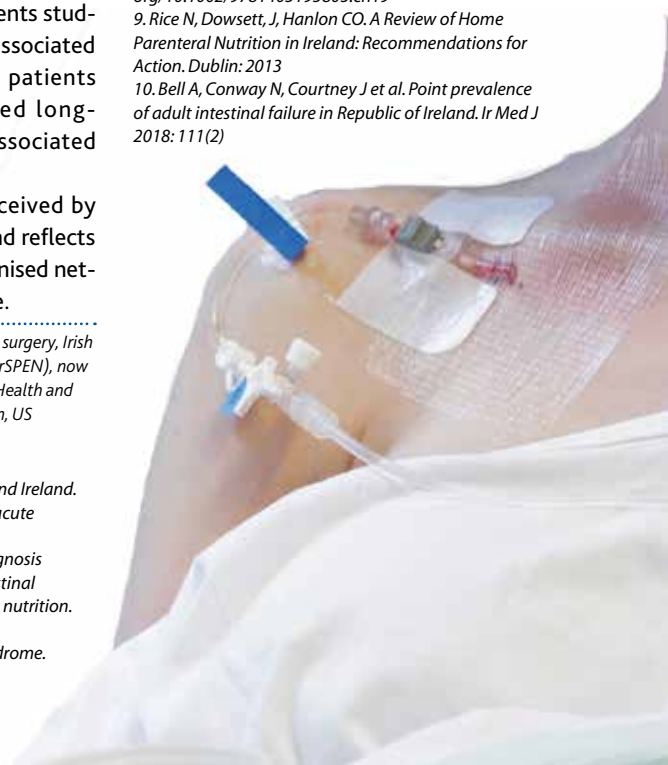 ents stud-
ssociated
patients
ed long-
ssociated
ceived by
nd reflects
nised net-
e.
surgery, Irish
rSPEN), now
Health and
n, US
nd Ireland.
acute
gnosis
stinal
nutrition.
drome.
9. Rice N, Dowsett, J, Hanlon CO. A Review of Home
Parenteral Nutrition in Ireland: Recommendations for
Action. Dublin: 2013
10. Bell A, Conway N, Courtney J et al. Point prevalence
of adult intestinal failure in Republic of Ireland. Ir Med J
2018: 111(2)